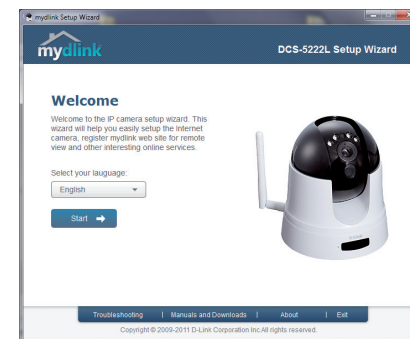 mydlink Setup Wizard
mydlink
DCS-5222L Setup Wizard
Welcome
Welcome to the IP camera setup wizard. This
wizard will help you easily setup the Internet
camera, register mydlink web site for remote
view and other interesting online services.
Select your laguage:
English
Start
Troubleshooting | Manuals and Downloads | About | Exit
Copyright © 2009-2011 D-Link Corporation Inc.All rights reserved.